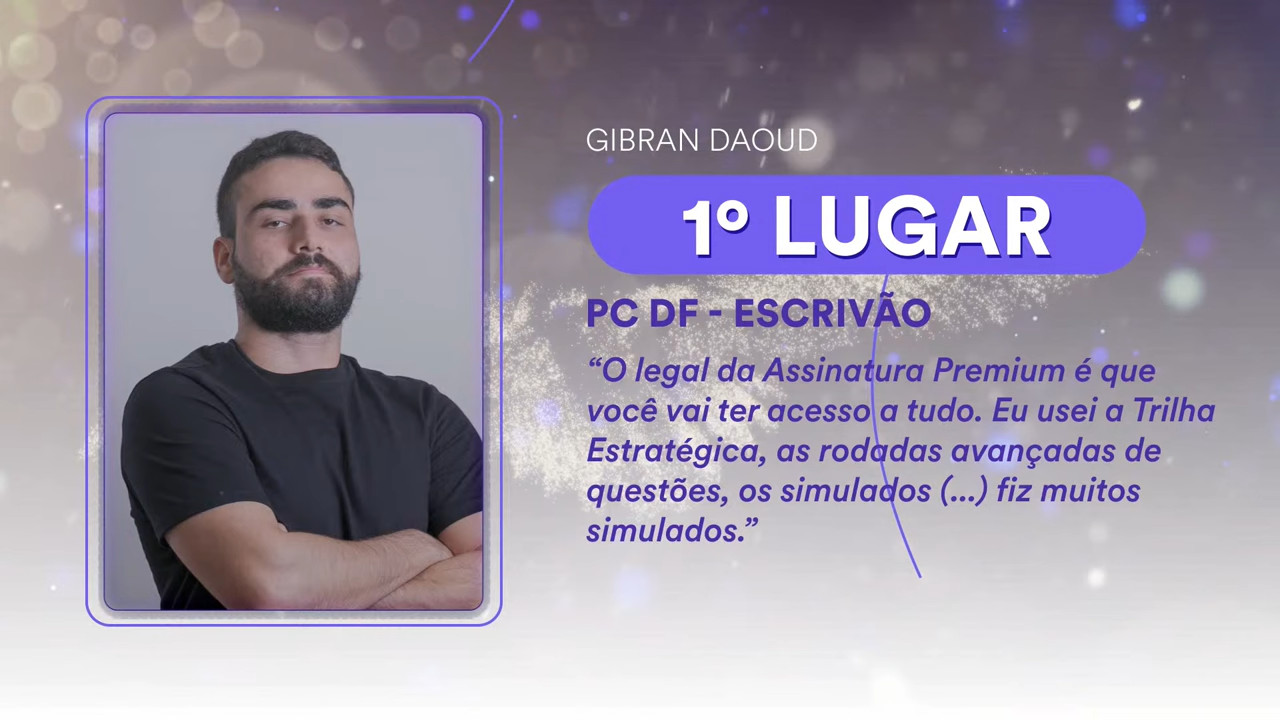 GIBRAN DAOUD
1º LUGAR
PC DF - ESCRIVÃO
“O legal da Assinatura Premium é que
você vai ter acesso a tudo. Eu usei a Trilha
Estratégica, as rodadas avançadas de
questões, os simulados (...) fiz muitos
simulados.”